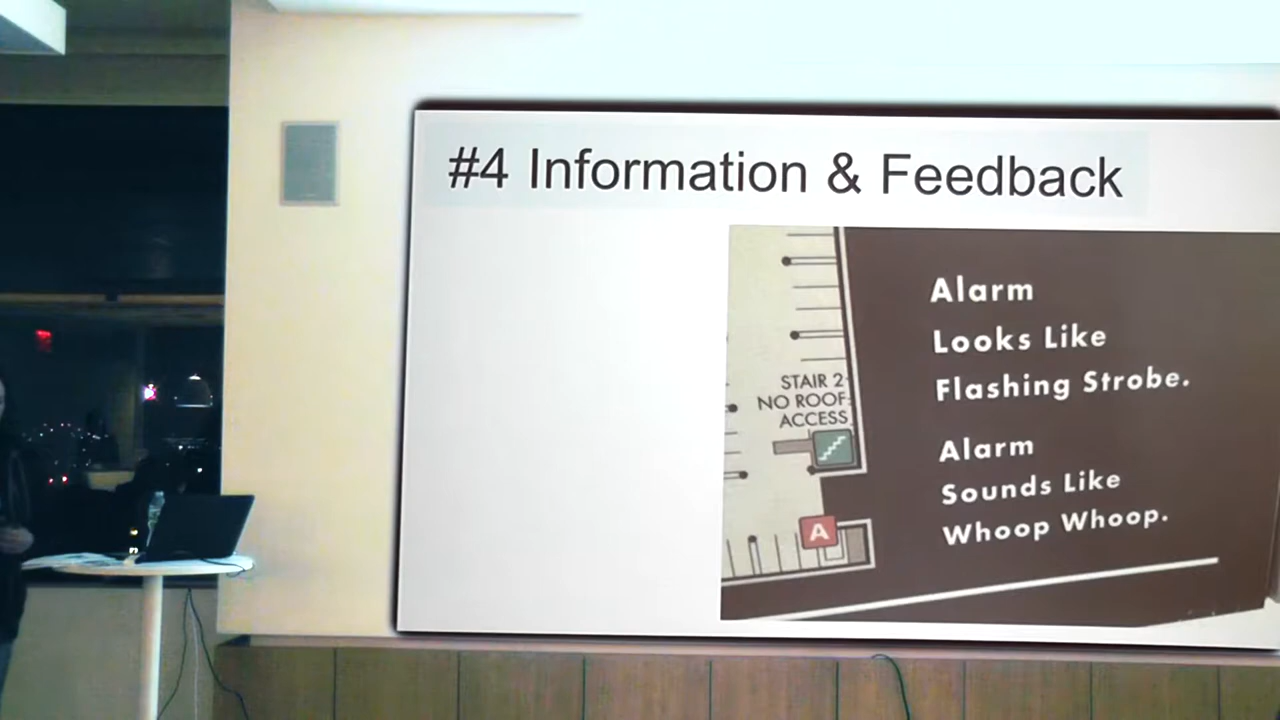 #4 Information & Feedback
STAIR 2
NO ROOF
ACCESS
A
Alarm
Looks Like
Flashing Strobe.
Alarm
Sounds Like
Whoop Whoop.